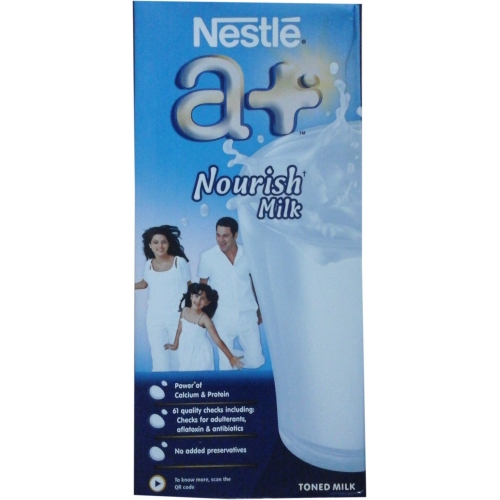 Nestlé®
a+
™
Nourish†
Milk
Power* of
Calcium & Protein
61 quality checks including:
Checks for adulterants,
aflatoxin & antibiotics
No added preservatives
To know more, scan the
QR code
TONED MILK